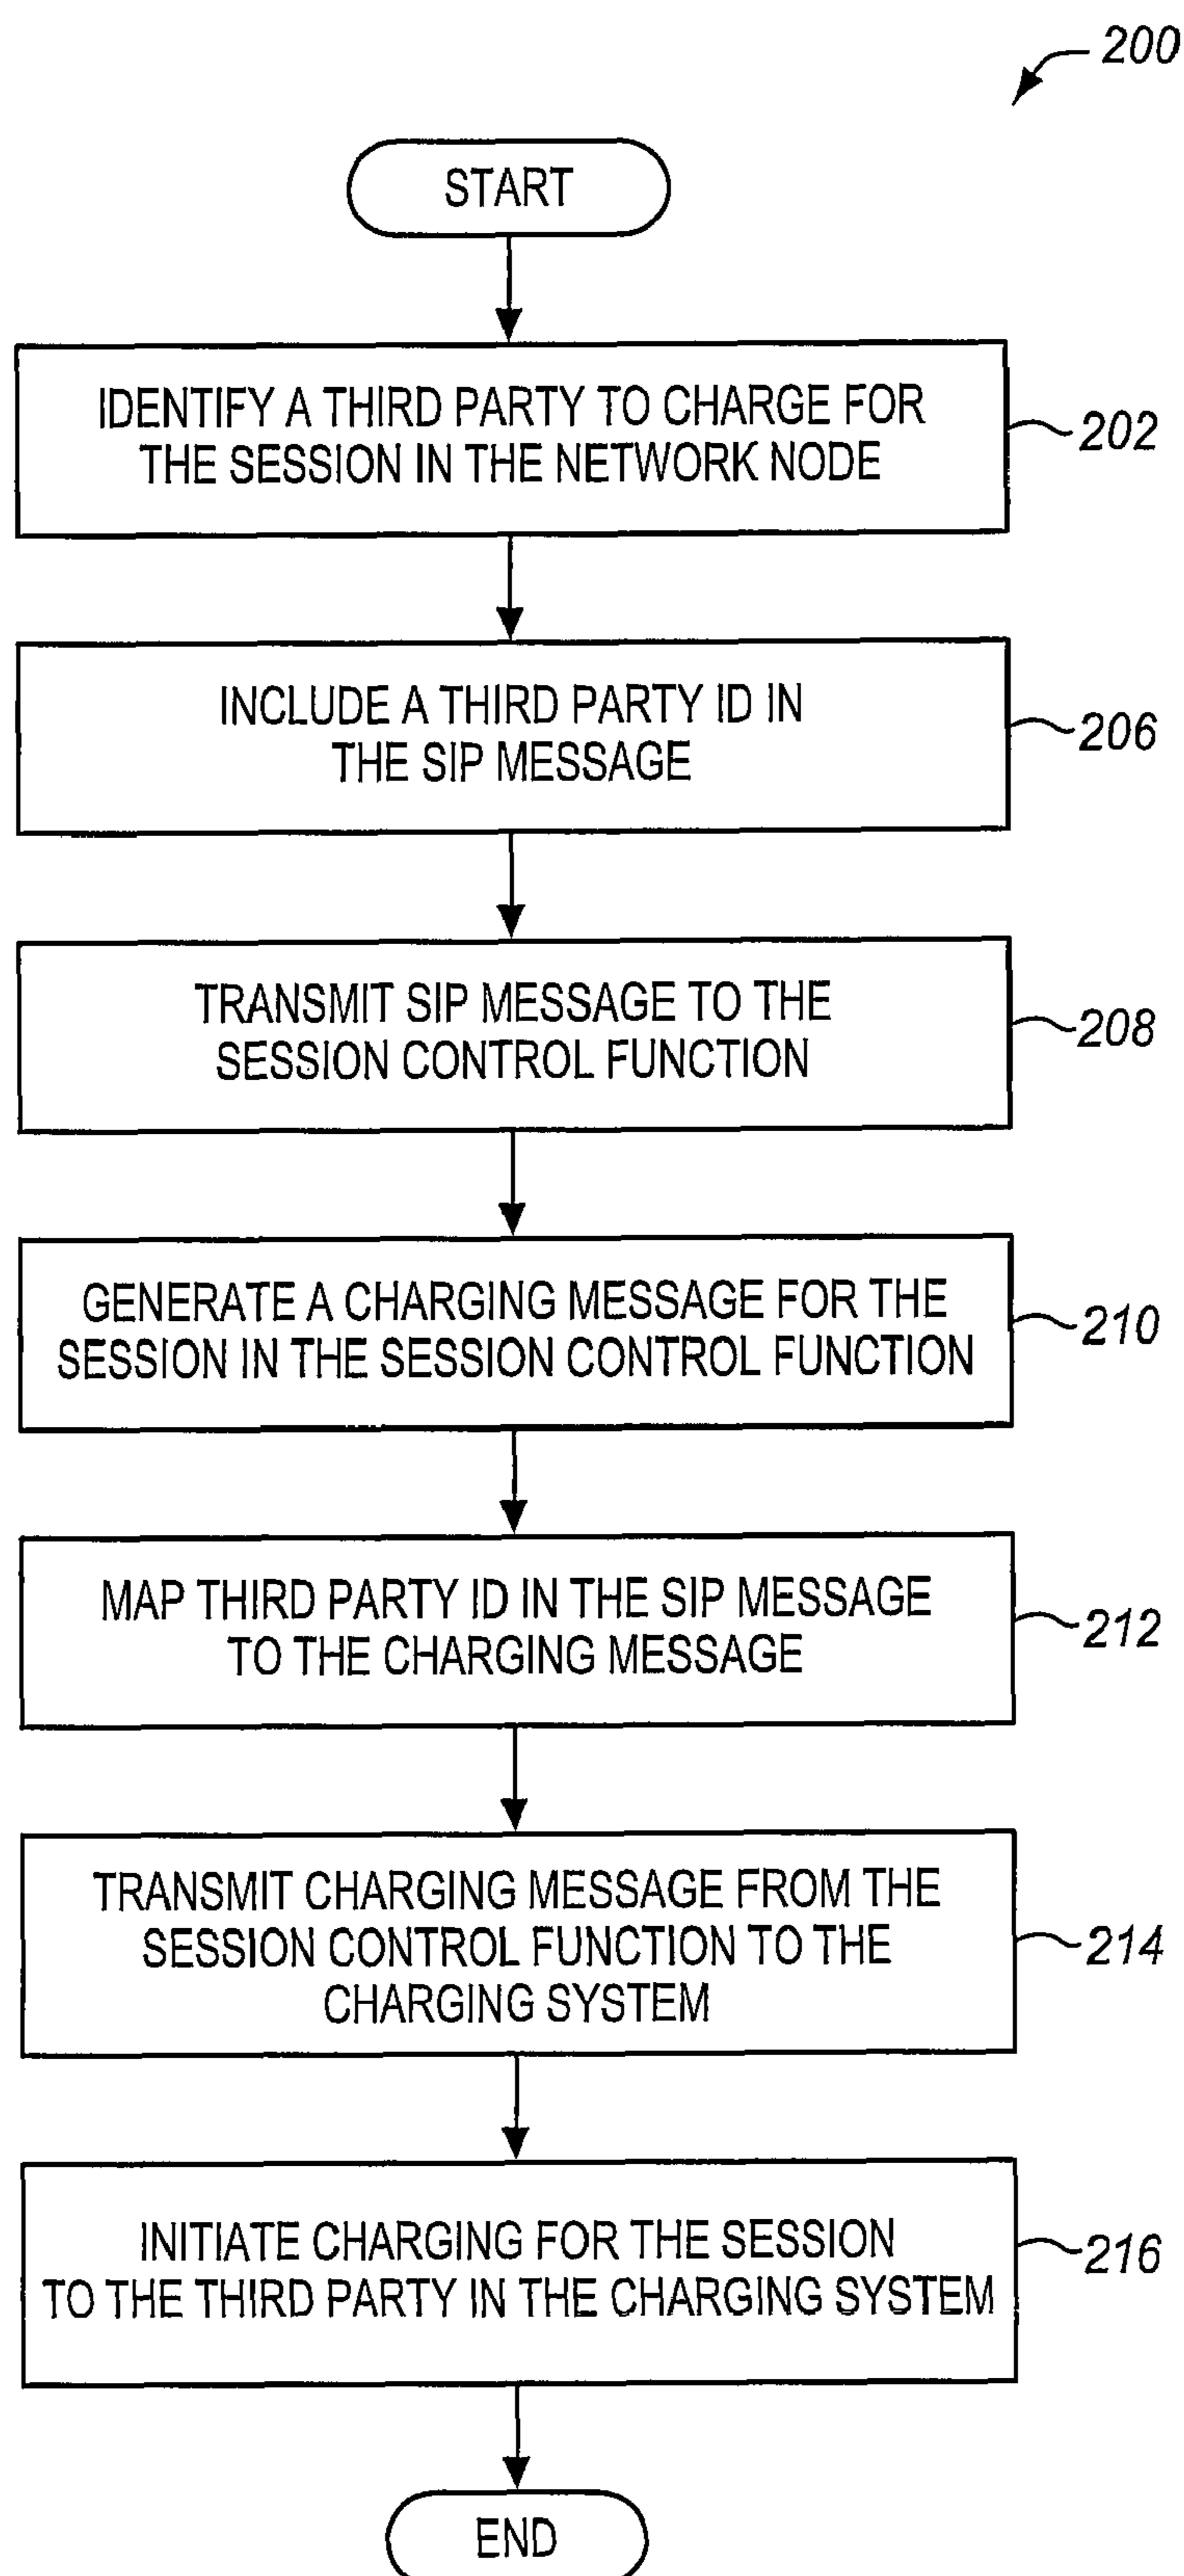 200
START
IDENTIFY A THIRD PARTY TO CHARGE FOR
THE SESSION IN THE NETWORK NODE
202
INCLUDE A THIRD PARTY ID IN
THE SIP MESSAGE
206
TRANSMIT SIP MESSAGE TO THE
SESSION CONTROL FUNCTION
208
GENERATE A CHARGING MESSAGE FOR THE
SESSION IN THE SESSION CONTROL FUNCTION
210
MAP THIRD PARTY ID IN THE SIP MESSAGE
TO THE CHARGING MESSAGE
212
TRANSMIT CHARGING MESSAGE FROM THE
SESSION CONTROL FUNCTION TO THE
CHARGING SYSTEM
214
INITIATE CHARGING FOR THE SESSION
TO THE THIRD PARTY IN THE CHARGING SYSTEM
216
END